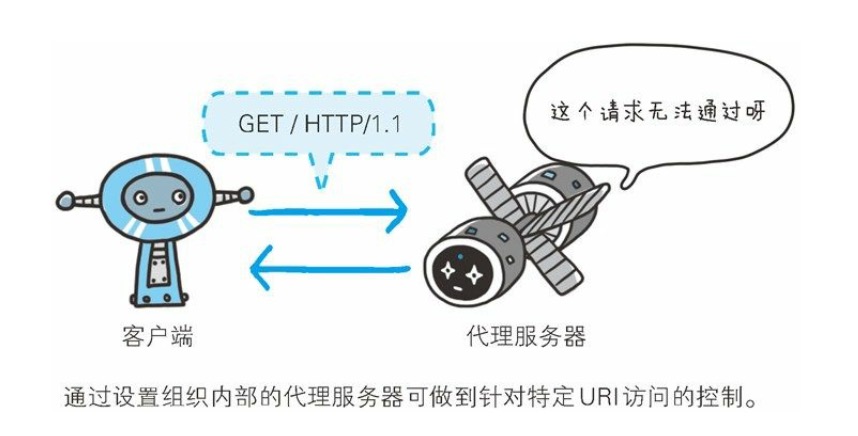 GET / HTTP/1.1
这个请求无法通过呀
客户端
代理服务器
通过设置组织内部的代理服务器可做到针对特定URI访问的控制。